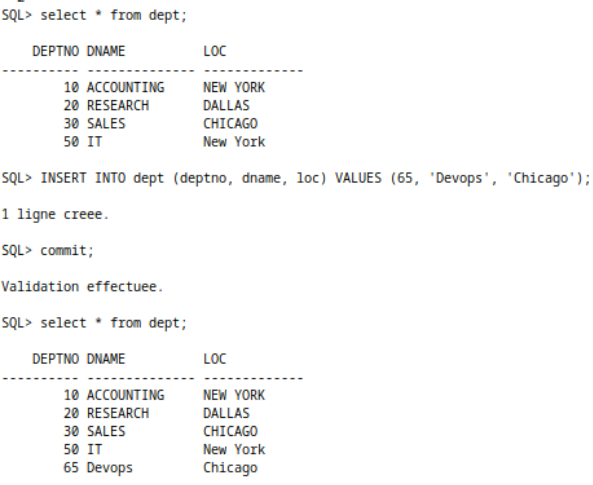 SQL> select * from dept;
    DEPTNO DNAME          LOC
---------- -------------- -------------
        10 ACCOUNTING     NEW YORK
        20 RESEARCH       DALLAS
        30 SALES          CHICAGO
        50 IT             New York
SQL> INSERT INTO dept (deptno, dname, loc) VALUES (65, 'Devops', 'Chicago');
1 ligne creee.
SQL> commit;
Validation effectuee.
SQL> select * from dept;
    DEPTNO DNAME          LOC
---------- -------------- -------------
        10 ACCOUNTING     NEW YORK
        20 RESEARCH       DALLAS
        30 SALES          CHICAGO
        50 IT             New York
        65 Devops         Chicago